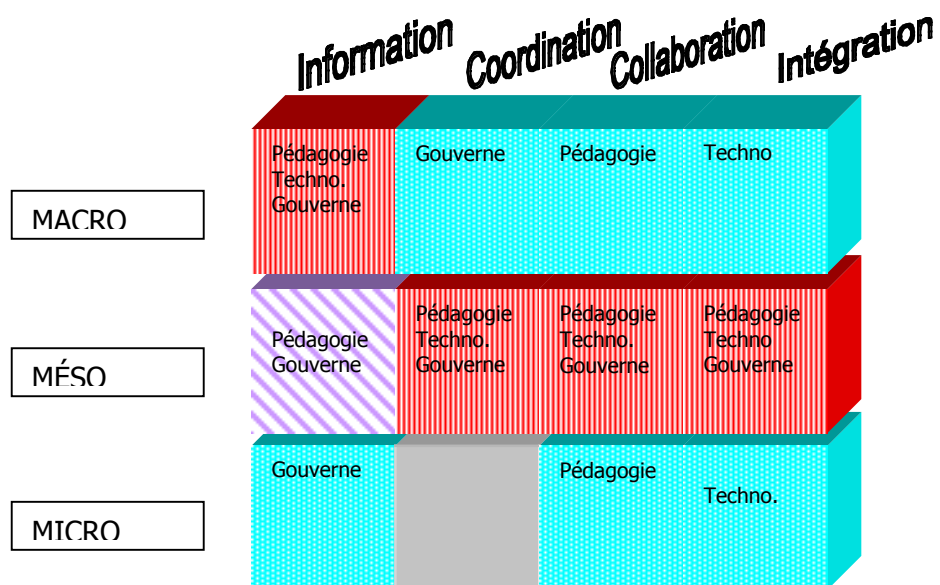 Information Coordination Collaboration Intégration
MACRO
Pédagogie
Techno.
Gouverne
Gouverne
Pédagogie
Techno
MÉSO
Pédagogie
Gouverne
Pédagogie
Techno.
Gouverne
Pédagogie
Techno.
Gouverne
Pédagogie
Techno
Gouverne
MICRO
Gouverne
Pédagogie
Techno.